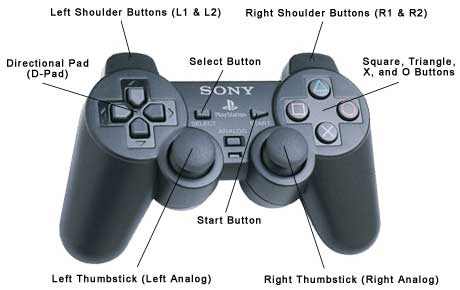 Left Shoulder Buttons (L1 & L2)
Right Shoulder Buttons (R1 & R2)
Directional Pad
(D-Pad)
Select Button
Square, Triangle,
X, and O Buttons
SONY
PlayStation
SELECT
START
ANALOG
Start Button
Left Thumbstick (Left Analog)
Right Thumbstick (Right Analog)